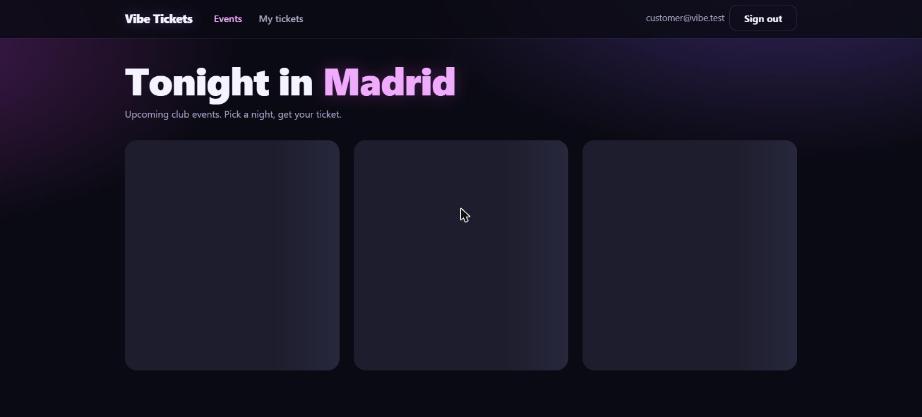 Vibe Tickets Events My tickets customer@vibe.test Sign out
Tonight in Madrid
Upcoming club events. Pick a night, get your ticket.